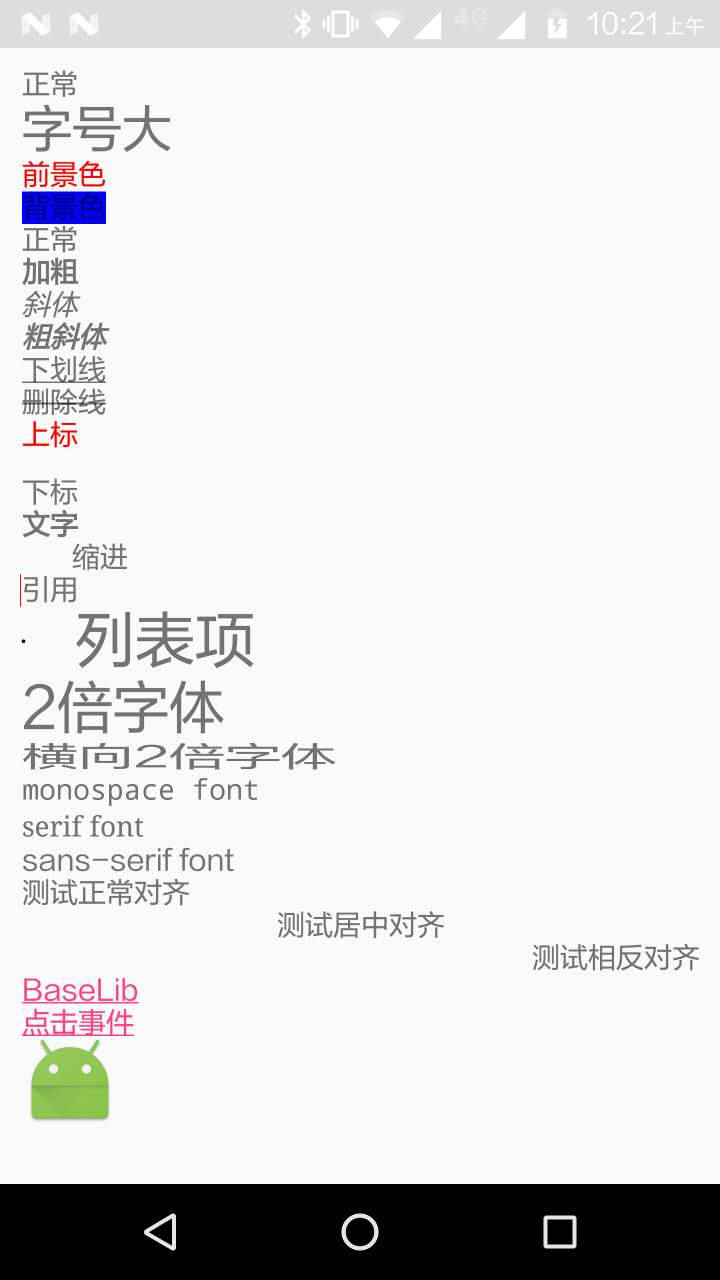 4G 10:21上午
正常
字号大
前景色
背景色
正常
加粗
斜体
粗斜体
下划线
删除线
上标
下标
文字
缩进
引用
· 列表项
2倍字体
横向2倍字体
monospace font
serif font
sans-serif font
测试正常对齐
测试居中对齐
测试相反对齐
BaseLib
点击事件